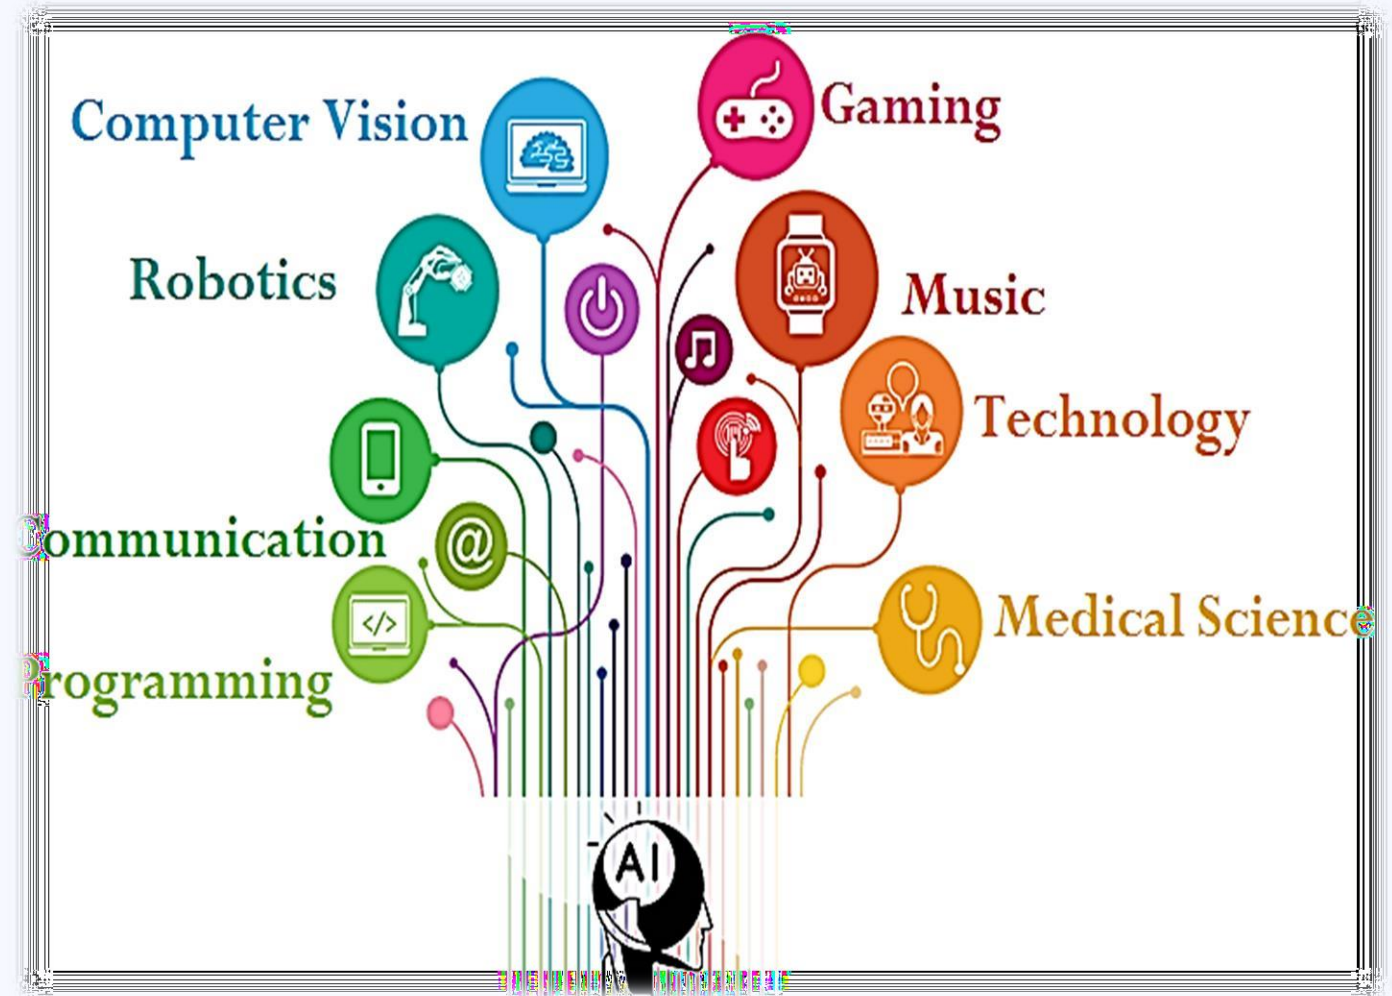 Gaming
Computer Vision
Robotics
Music
Technology
Communication
@
Medical Science
</>
Programming
AI